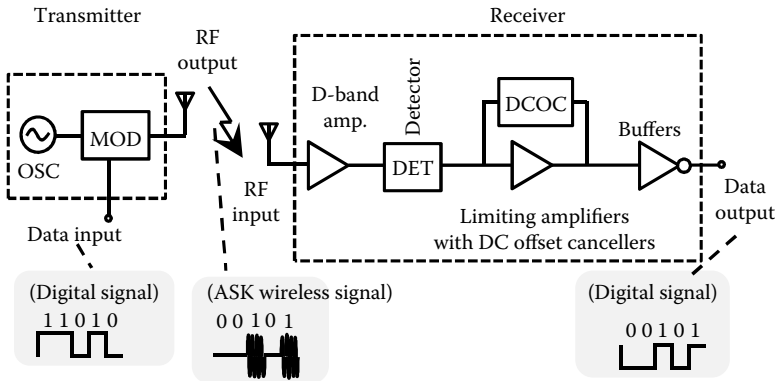 Transmitter
Receiver
RF
output
D-band
amp.
Detector
DCOC
Buffers
MOD
OSC
DET
RF
input
Data
output
Limiting amplifiers
with DC offset cancellers
Data input
(Digital signal)
1 1 0 1 0
(ASK wireless signal)
0 0 1 0 1
(Digital signal)
0 0 1 0 1